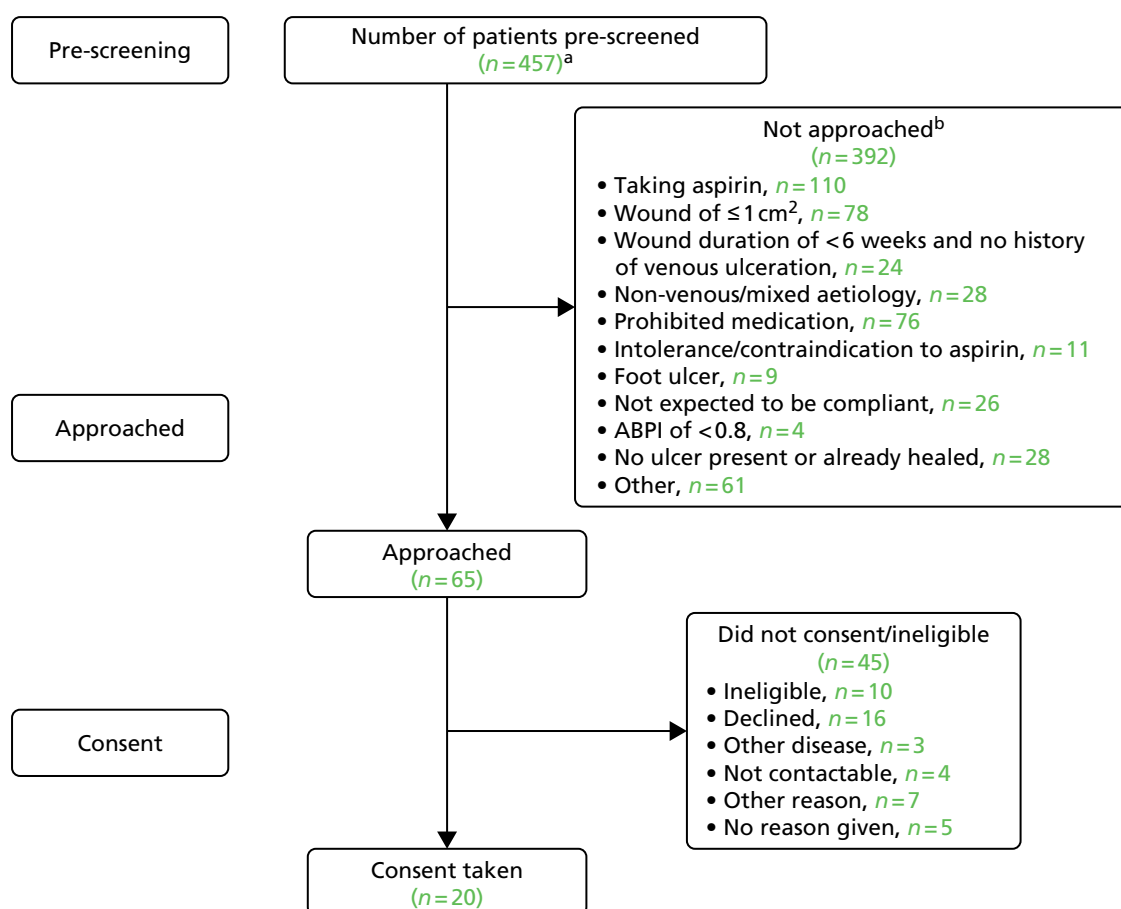 Pre-screening
Number of patients pre-screened
(n=457)ᵃ
Not approachedᵇ
(n=392)
• Taking aspirin, n=110
• Wound of ≤1cm², n=78
• Wound duration of <6 weeks and no history
of venous ulceration, n=24
• Non-venous/mixed aetiology, n=28
• Prohibited medication, n=76
• Intolerance/contraindication to aspirin, n=11
• Foot ulcer, n=9
• Not expected to be compliant, n=26
• ABPI of <0.8, n=4
• No ulcer present or already healed, n=28
• Other, n=61
Approached
Approached
(n=65)
Did not consent/ineligible
(n=45)
• Ineligible, n=10
• Declined, n=16
• Other disease, n=3
• Not contactable, n=4
• Other reason, n=7
• No reason given, n=5
Consent
Consent taken
(n=20)